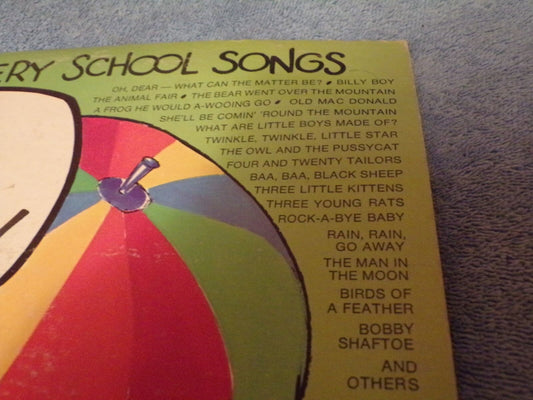 ERY SCHOOL SONGS
OH, DEAR — WHAT CAN THE MATTER BE? • BILLY BOY
THE ANIMAL FAIR • THE BEAR WENT OVER THE MOUNTAIN
A FROG HE WOULD A-WOOING GO • OLD MAC DONALD
SHE'LL BE COMIN' 'ROUND THE MOUNTAIN
WHAT ARE LITTLE BOYS MADE OF?
TWINKLE, TWINKLE, LITTLE STAR
THE OWL AND THE PUSSYCAT
FOUR AND TWENTY TAILORS
BAA, BAA, BLACK SHEEP
THREE LITTLE KITTENS
THREE YOUNG RATS
ROCK-A-BYE BABY
RAIN, RAIN,
GO AWAY
THE MAN IN
THE MOON
BIRDS OF
A FEATHER
BOBBY
SHAFTOE
AND
OTHERS